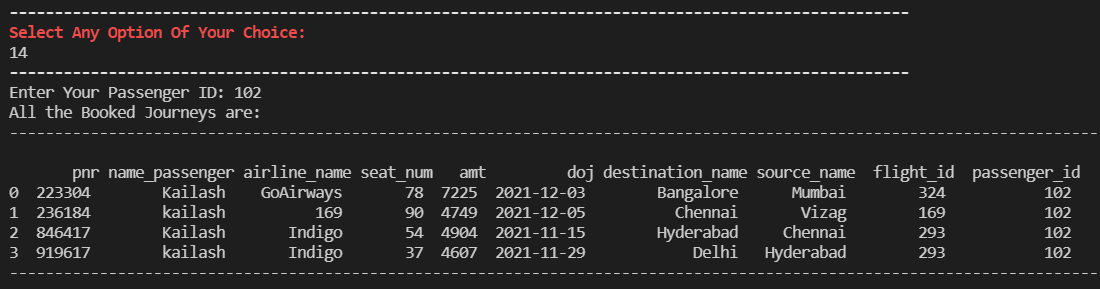 ---------------------------------------------------------------------------------------------------
Select Any Option Of Your Choice:
14
---------------------------------------------------------------------------------------------------
Enter Your Passenger ID: 102
All the Booked Journeys are:
------------------------------------------------------------------------------------------------------------------------
pnr name_passenger airline_name seat_num amt doj destination_name source_name flight_id passenger_id
0 223304 Kailash GoAirways 78 7225 2021-12-03 Bangalore Mumbai 324 102
1 236184 kailash 169 90 4749 2021-12-05 Chennai Vizag 169 102
2 846417 kailash Indigo 54 4904 2021-11-15 Hyderabad Chennai 293 102
3 919617 kailash Indigo 37 4607 2021-11-29 Delhi Hyderabad 293 102
------------------------------------------------------------------------------------------------------------------------